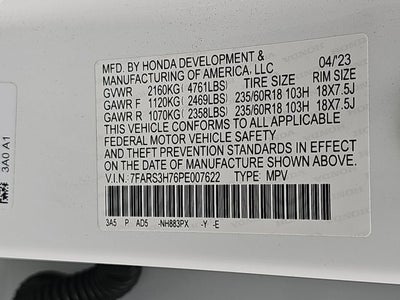 MFD. BY HONDA DEVELOPMENT & 04/'23
MANUFACTURING OF AMERICA, LLC
GVWR 2160KG (4761LBS) TIRE SIZE RIM SIZE
GAWR F 1120KG (2469LBS) 235/60R18 103H 18X7.5J
GAWR R 1070KG (2358LBS) 235/60R18 103H 18X7.5J
THIS VEHICLE CONFORMS TO ALL APPLICABLE
FEDERAL MOTOR VEHICLE SAFETY
AND THEFT PREVENTION STANDARDS IN EFFECT
ON THE DATE OF MANUFACTURE SHOWN ABOVE.
V.I.N. 7FARS3H76PE007622 TYPE: MPV
3A5 P AD5 -NH883PX -Y -E
3A0 A1